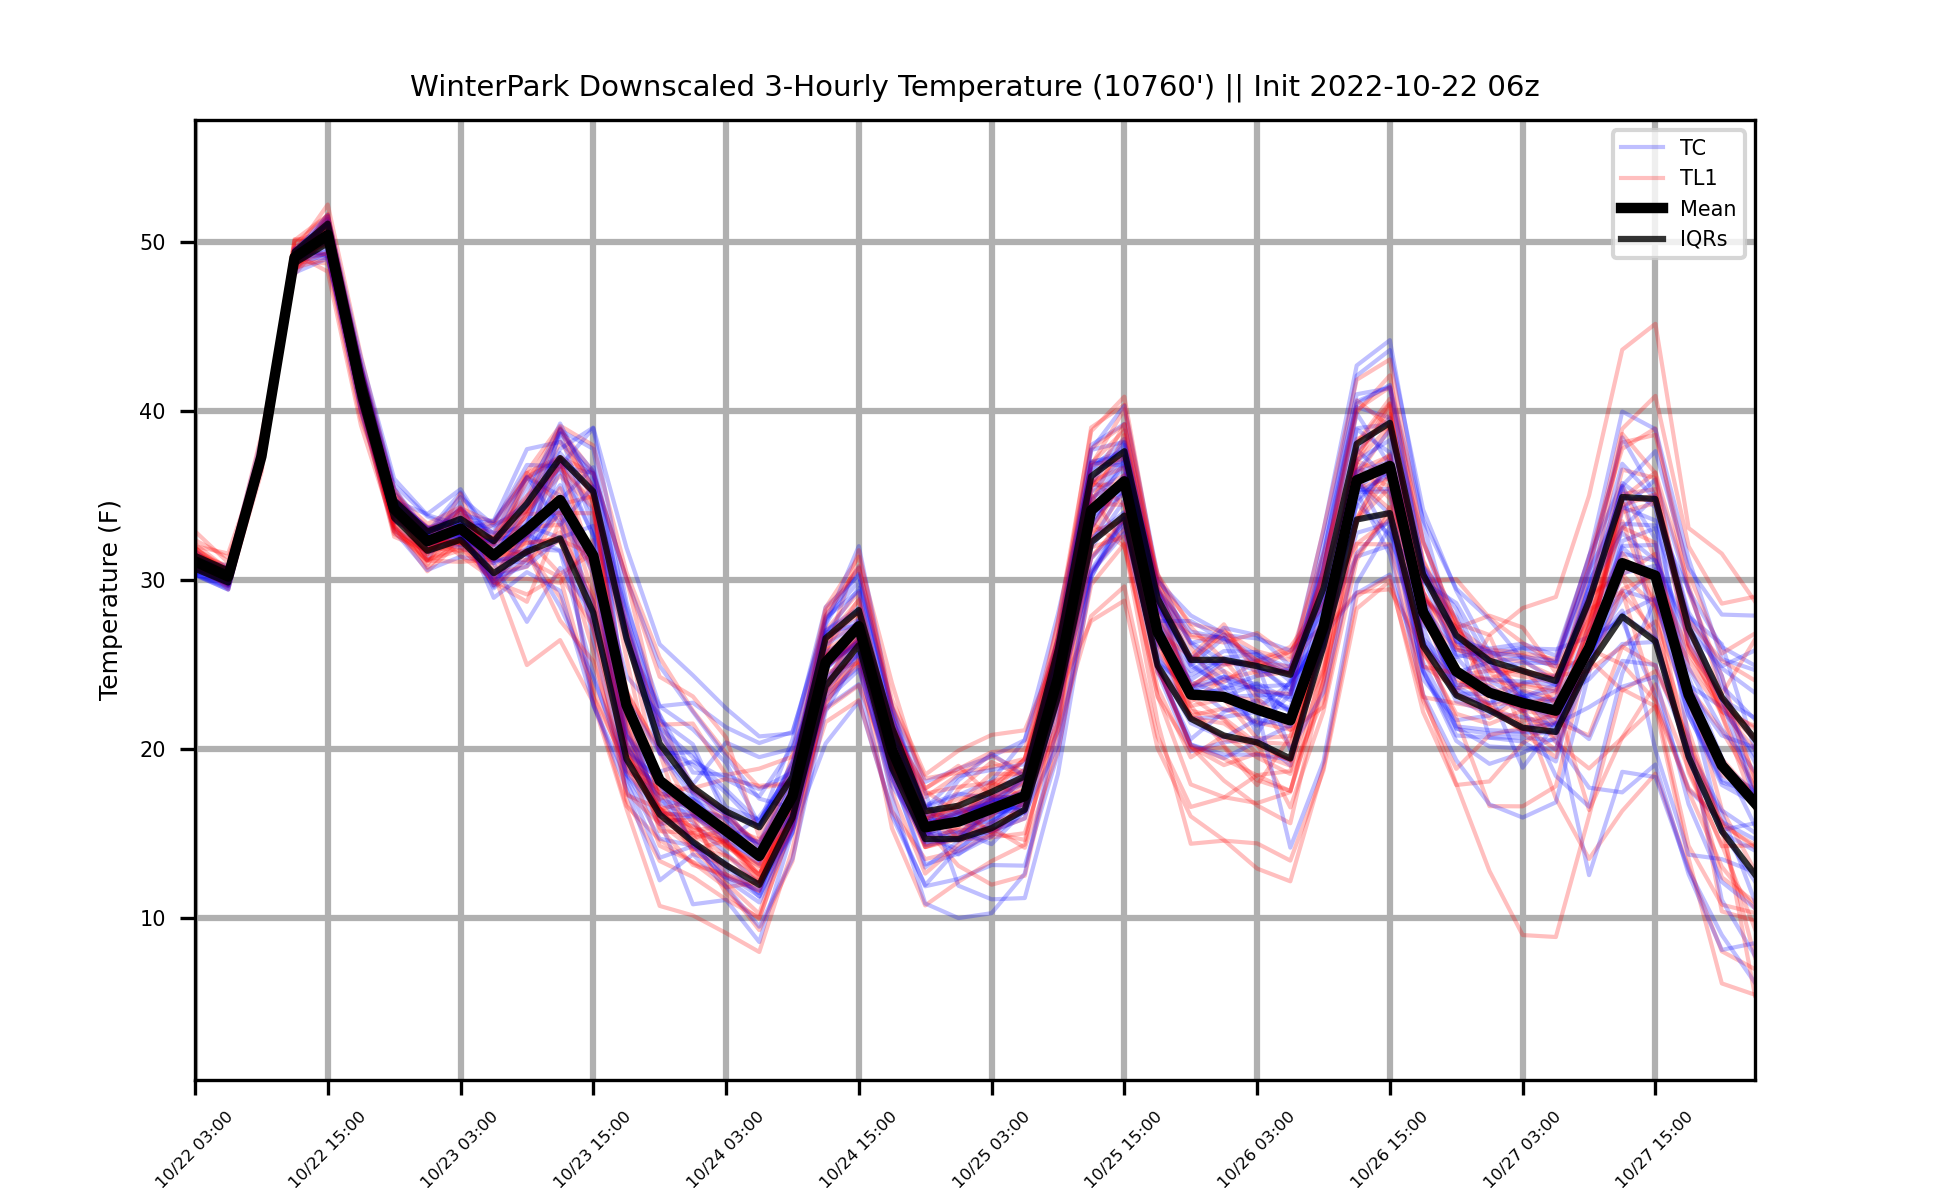 WinterPark Downscaled 3-Hourly Temperature (10760') || Init 2022-10-22 06z
TC
TL1
Mean
IQRs
Temperature (F)
50
40
30
20
10
10/22 03:00
10/22 15:00
10/23 03:00
10/23 15:00
10/24 03:00
10/24 15:00
10/25 03:00
10/25 15:00
10/26 03:00
10/26 15:00
10/27 03:00
10/27 15:00